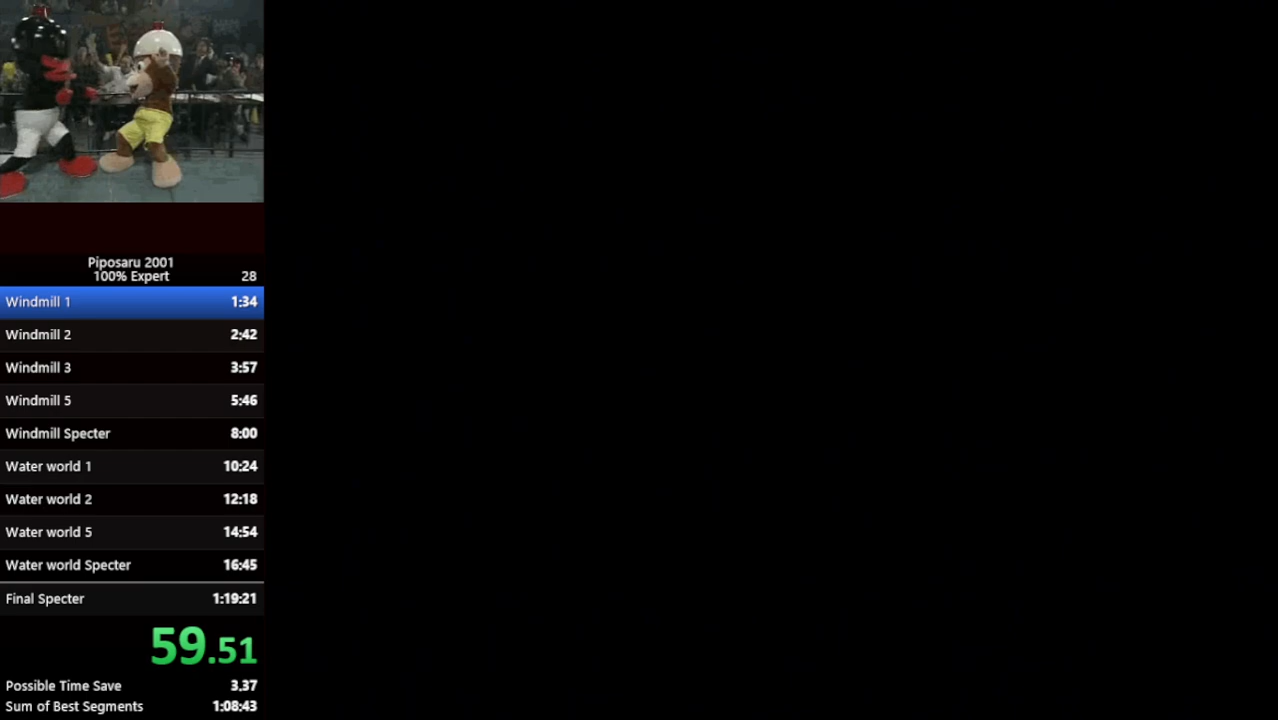 Piposaru 2001
100% Expert 28
Windmill 1 1:34
Windmill 2 2:42
Windmill 3 3:57
Windmill 5 5:46
Windmill Specter 8:00
Water world 1 10:24
Water world 2 12:18
Water world 5 14:54
Water world Specter 16:45
Final Specter 1:19:21
59.51
Possible Time Save 3.37
Sum of Best Segments 1:08:43